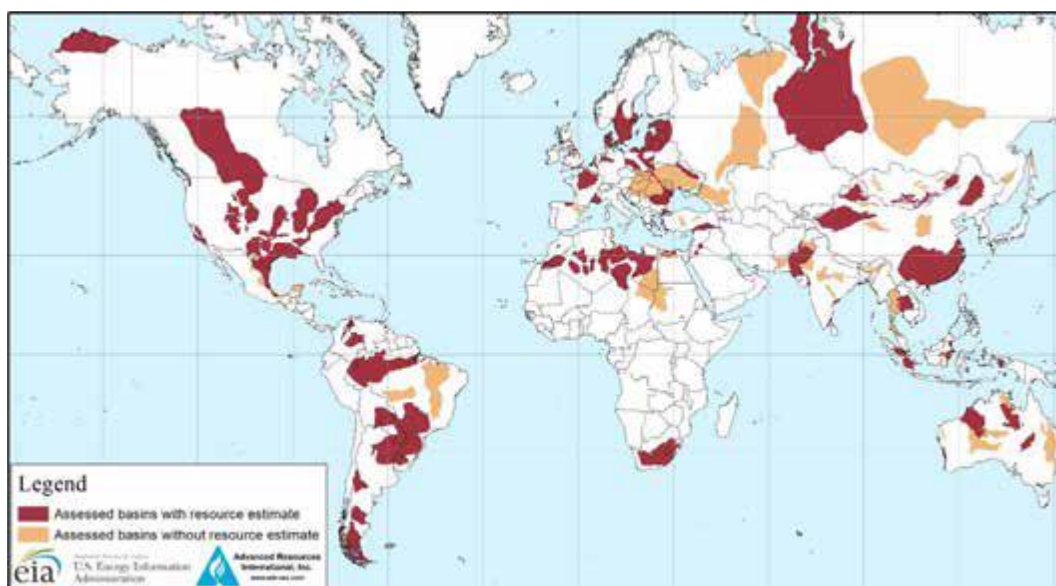 Legend
Assessed basins with resource estimate
Assessed basins without resource estimate
eia
U.S. Energy Information
Administration
Advanced Resources
International, Inc.